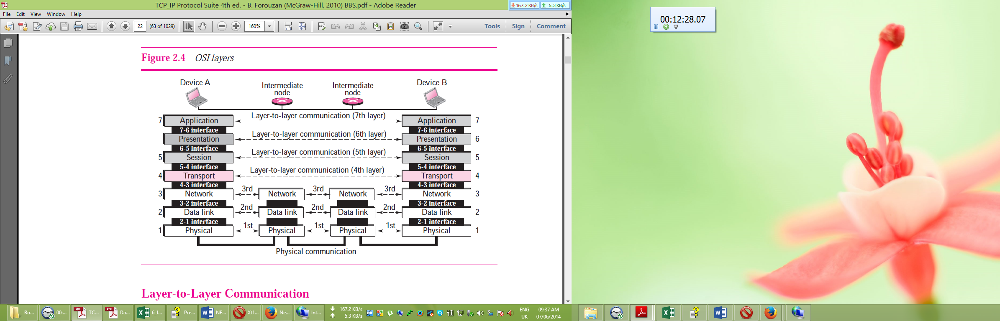 TCP_IP Protocol Suite 4th ed. - B. Forouzan (McGraw-Hill, 2010) BBS.pdf - Adobe Reader
167.2 KB/s 5.3 KB/s
File Edit View Window Help
22 (63 of 1029) 160% Tools Sign Comment
00:12:28.07
Figure 2.4 OSI layers
Device A Intermediate node Intermediate node Device B
7 Application Layer-to-layer communication (7th layer) Application 7
7-6 interface 7-6 interface
Presentation Layer-to-layer communication (6th layer) Presentation 6
6-5 interface 6-5 interface
5 Session Layer-to-layer communication (5th layer) Session 5
5-4 interface 5-4 interface
4 Transport Layer-to-layer communication (4th layer) Transport 4
4-3 interface 4-3 interface
3 Network 3rd Network 3rd Network 3rd Network 3
3-2 interface 3-2 interface
2 Data link 2nd Data link 2nd Data link 2nd Data link 2
2-1 interface 2-1 interface
1 Physical 1st Physical 1st Physical 1st Physical 1
Physical communication
Layer-to-Layer Communication
Bo... 00:... TC... Da... 6_J... Pre... NE... Xt1... Ne... Int... 167.2 KB/s ENG 09:37 AM
5.3 KB/s UK 07/06/2014